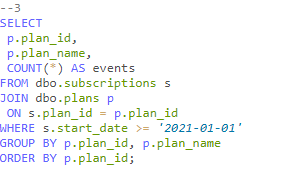 --3
SELECT
p.plan_id,
p.plan_name,
COUNT(*) AS events
FROM dbo.subscriptions s
JOIN dbo.plans p
ON s.plan_id = p.plan_id
WHERE s.start_date >= '2021-01-01'
GROUP BY p.plan_id, p.plan_name
ORDER BY p.plan_id;